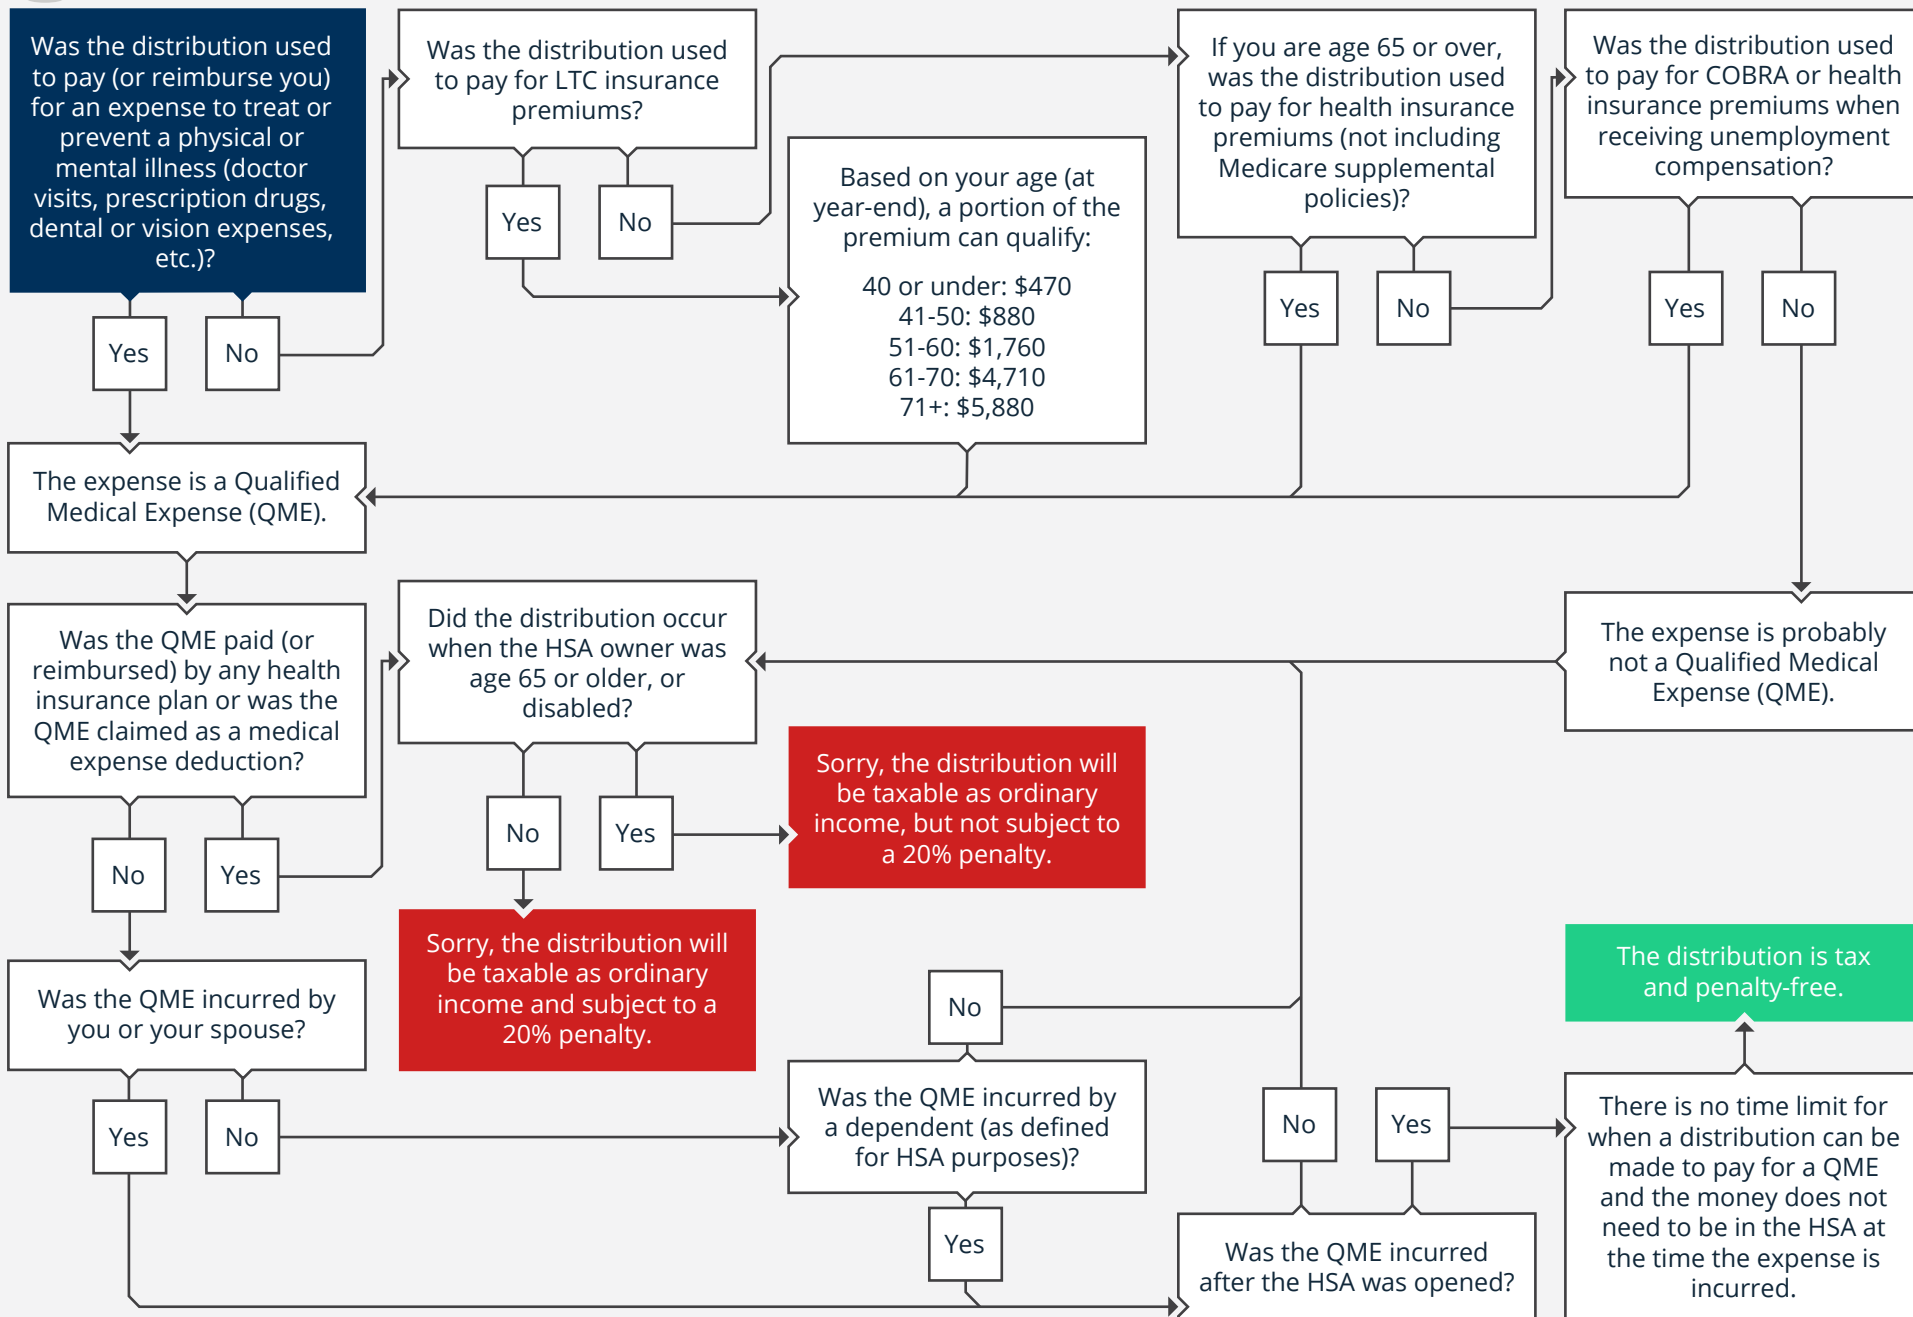 Was the distribution used
to pay (or reimburse you)
for an expense to treat or
prevent a physical or
mental illness (doctor
visits, prescription drugs,
dental or vision expenses,
etc.)?
Yes
No
Was the distribution used
to pay for LTC insurance
premiums?
Yes
No
Based on your age (at
year-end), a portion of the
premium can qualify:
40 or under: $470
41-50: $880
51-60: $1,760
61-70: $4,710
71+: $5,880
If you are age 65 or over,
was the distribution used
to pay for health insurance
premiums (not including
Medicare supplemental
policies)?
Yes
No
Was the distribution used
to pay for COBRA or health
insurance premiums when
receiving unemployment
compensation?
Yes
No
The expense is a Qualified
Medical Expense (QME).
Was the QME paid (or
reimbursed) by any health
insurance plan or was the
QME claimed as a medical
expense deduction?
No
Yes
Did the distribution occur
when the HSA owner was
age 65 or older, or
disabled?
No
Yes
Sorry, the distribution will
be taxable as ordinary
income, but not subject to
a 20% penalty.
Sorry, the distribution will
be taxable as ordinary
income and subject to a
20% penalty.
The expense is probably
not a Qualified Medical
Expense (QME).
Was the QME incurred by
you or your spouse?
Yes
No
No
Was the QME incurred by
a dependent (as defined
for HSA purposes)?
Yes
No
Yes
Was the QME incurred
after the HSA was opened?
The distribution is tax
and penalty-free.
There is no time limit for
when a distribution can be
made to pay for a QME
and the money does not
need to be in the HSA at
the time the expense is
incurred.